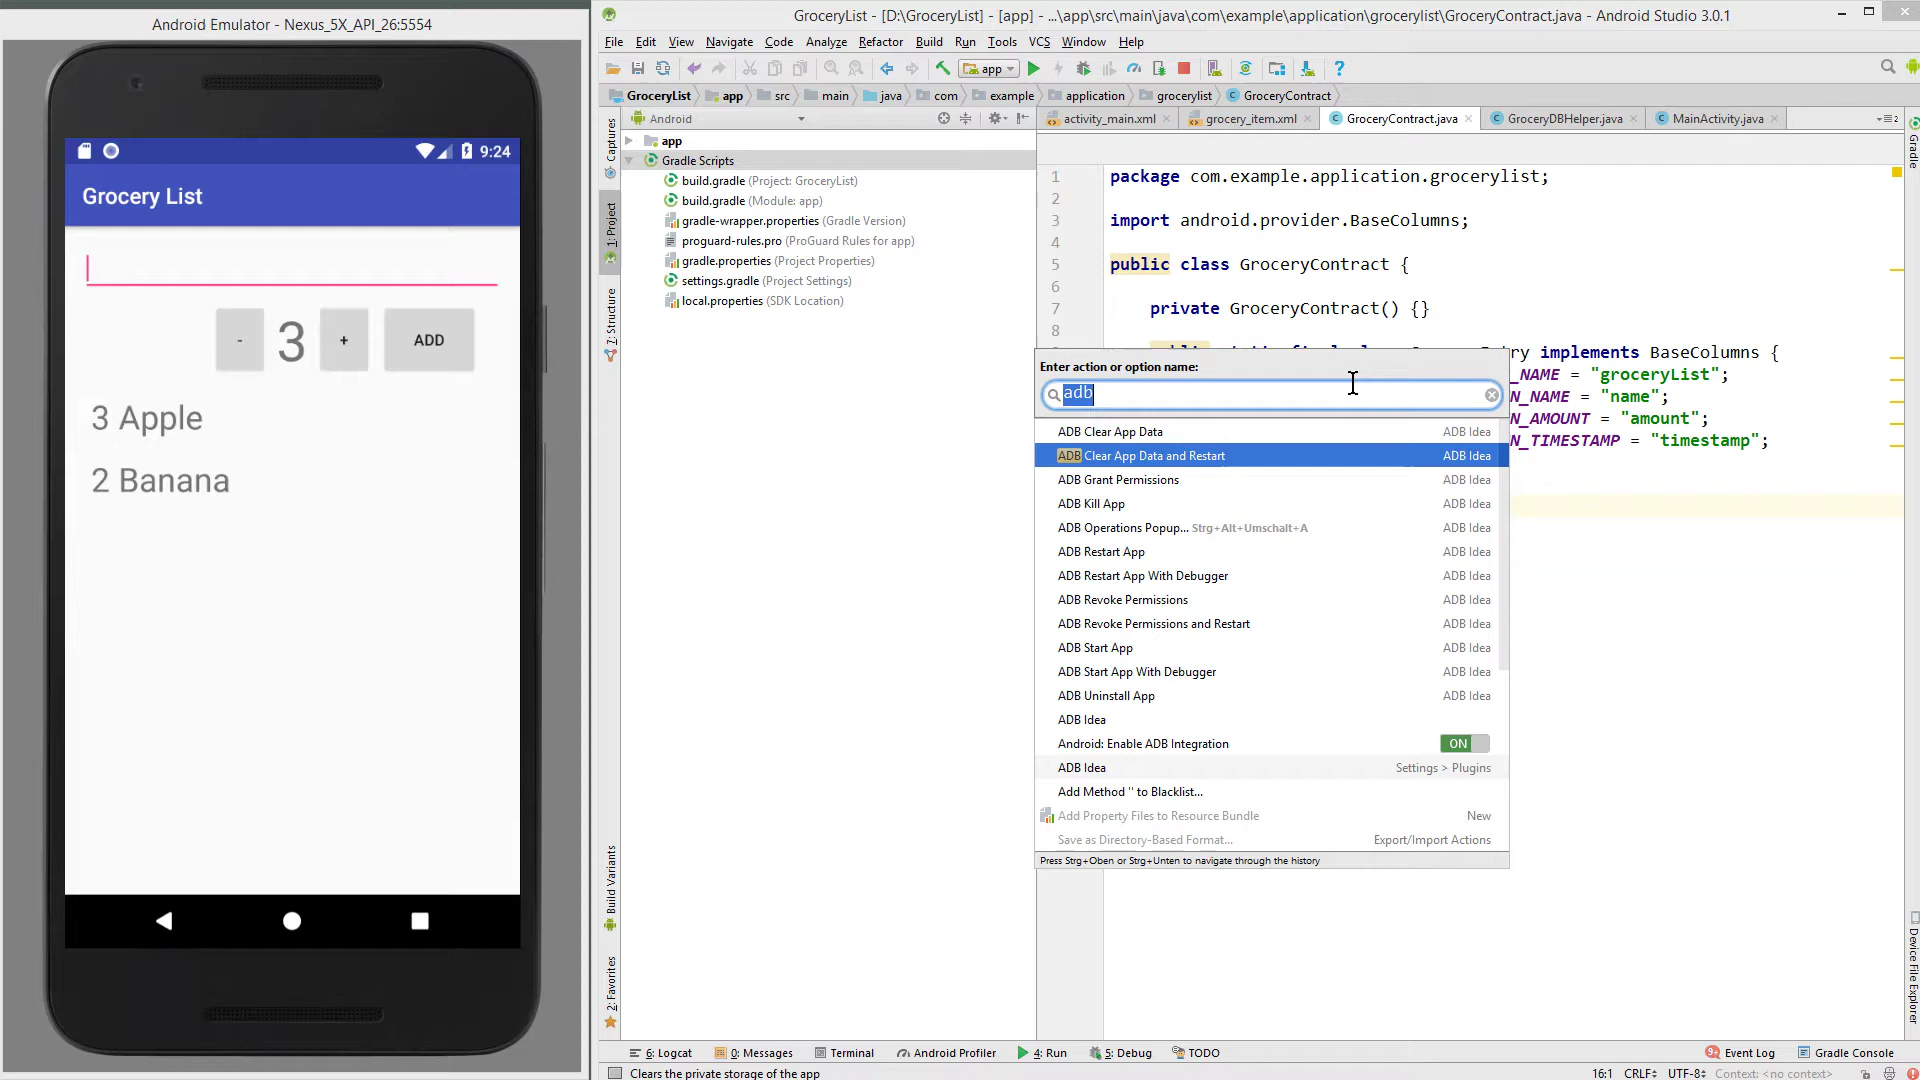 Android Emulator - Nexus_5X_API_26:5554
9:24
Grocery List
- 3 + ADD
3 Apple
2 Banana
GroceryList - [D:\GroceryList] - [app] - ...\app\src\main\java\com\example\application\grocerylist\GroceryContract.java - Android Studio 3.0.1
File Edit View Navigate Code Analyze Refactor Build Run Tools VCS Window Help
app
GroceryList app src main java com example application grocerylist GroceryContract
Android
activity_main.xml grocery_item.xml GroceryContract.java GroceryDBHelper.java MainActivity.java
2
Captures
1: Project
7: Structure
Build Variants
2: Favorites
app
Gradle Scripts
build.gradle (Project: GroceryList)
build.gradle (Module: app)
gradle-wrapper.properties (Gradle Version)
proguard-rules.pro (ProGuard Rules for app)
gradle.properties (Project Properties)
settings.gradle (Project Settings)
local.properties (SDK Location)
1 package com.example.application.grocerylist;
2
3 import android.provider.BaseColumns;
4
5 public class GroceryContract {
6
7 private GroceryContract() {}
8
ry implements BaseColumns {
_NAME = "groceryList";
N_NAME = "name";
N_AMOUNT = "amount";
N_TIMESTAMP = "timestamp";
Enter action or option name:
adb
ADB Clear App Data ADB Idea
ADB Clear App Data and Restart ADB Idea
ADB Grant Permissions ADB Idea
ADB Kill App ADB Idea
ADB Operations Popup... Strg+Alt+Umschalt+A ADB Idea
ADB Restart App ADB Idea
ADB Restart App With Debugger ADB Idea
ADB Revoke Permissions ADB Idea
ADB Revoke Permissions and Restart ADB Idea
ADB Start App ADB Idea
ADB Start App With Debugger ADB Idea
ADB Uninstall App ADB Idea
ADB Idea
Android: Enable ADB Integration ON
ADB Idea Settings > Plugins
Add Method '' to Blacklist...
Add Property Files to Resource Bundle New
Save as Directory-Based Format... Export/Import Actions
Press Strg+Oben or Strg+Unten to navigate through the history
Gradle
Device File Explorer
6: Logcat 0: Messages Terminal Android Profiler 4: Run 5: Debug TODO Event Log Gradle Console
Clears the private storage of the app 16:1 CRLF UTF-8 Context: <no context>